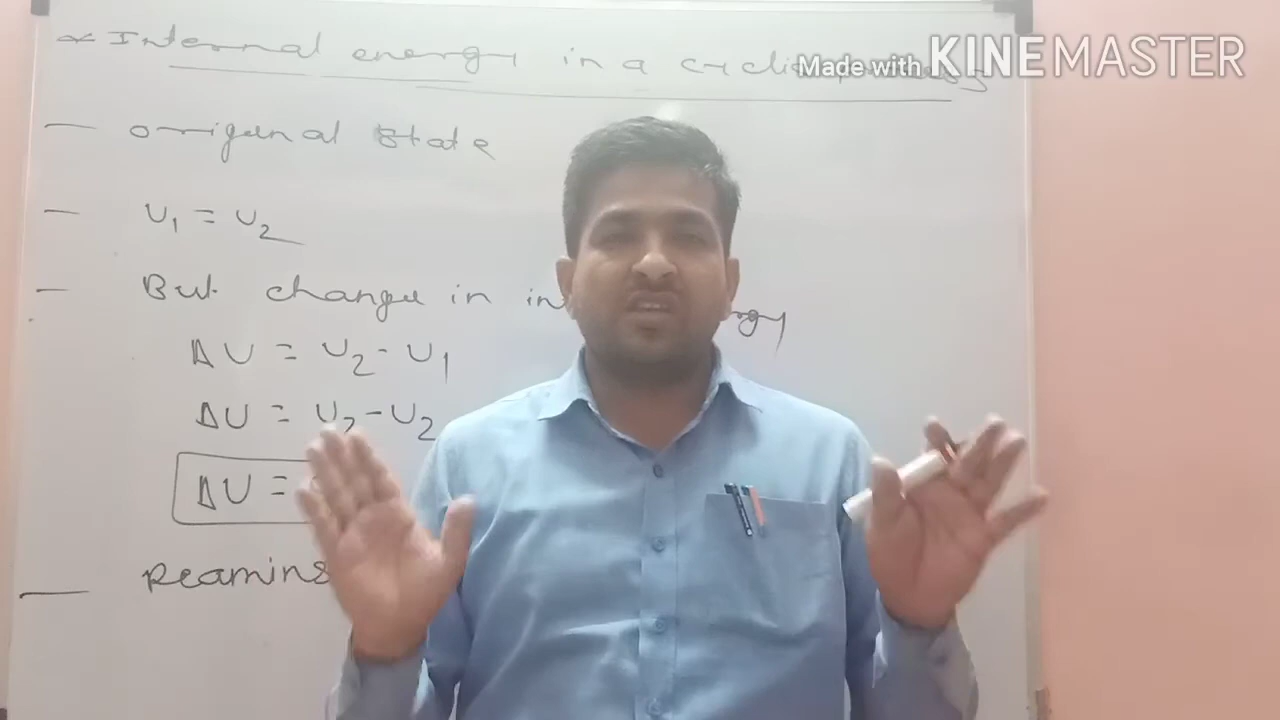 * Internal energy in a cyclic
Made with KINEMASTER
— original state
— U₁ = U₂
— But change in in gy
ΔU = U₂ - U₁
ΔU = U₂ - U₂
ΔU =
— Reamins